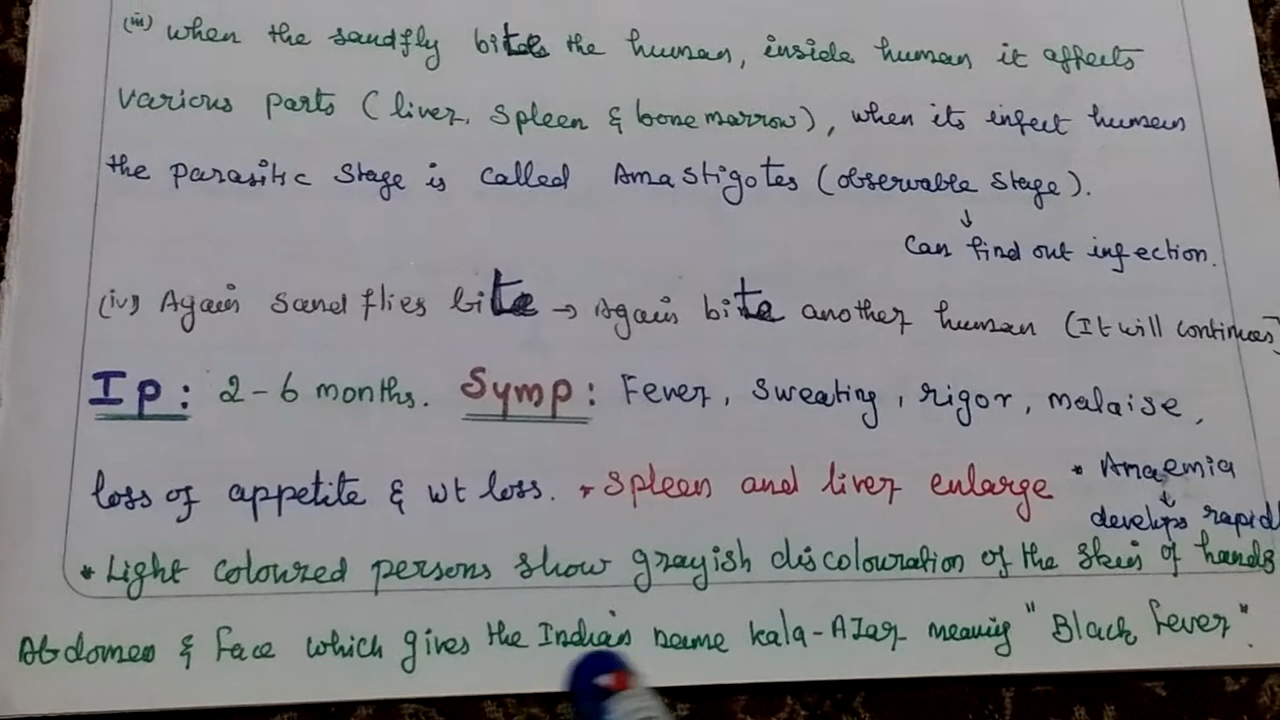 (iii) when the sandfly bites the human, inside human it affects
various parts (liver, spleen & bone marrow), when its infect human
the parasitic stage is called Amastigotes (observable stage).
↓
Can find out infection.
(iv) Again sand flies bite → Again bite another human (It will continues)
Ip: 2-6 months. Symp: Fever, sweating, rigor, malaise,
loss of appetite & wt loss. * Spleen and liver enlarge * Anaemia
↓
develops rapid
* Light coloured persons show grayish discolouration of the skin of hands
Abdomen & Face which gives the Indian name kala-Azar meaning "Black Fever".